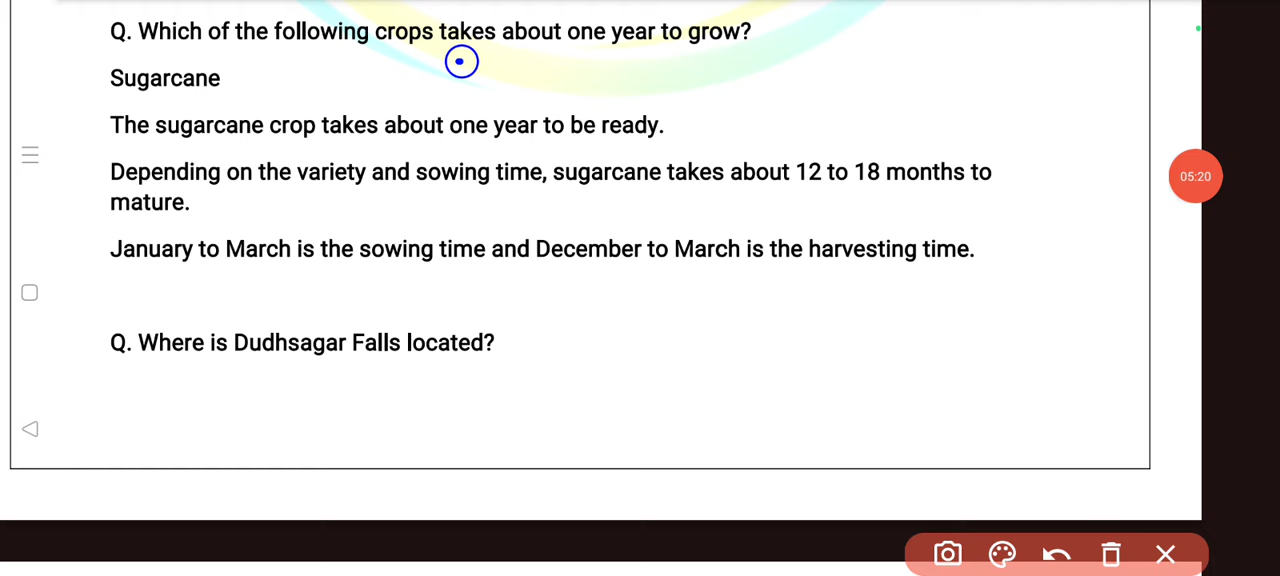 Q. Which of the following crops takes about one year to grow?
Sugarcane
The sugarcane crop takes about one year to be ready.
Depending on the variety and sowing time, sugarcane takes about 12 to 18 months to
mature.
January to March is the sowing time and December to March is the harvesting time.
Q. Where is Dudhsagar Falls located?
05:20